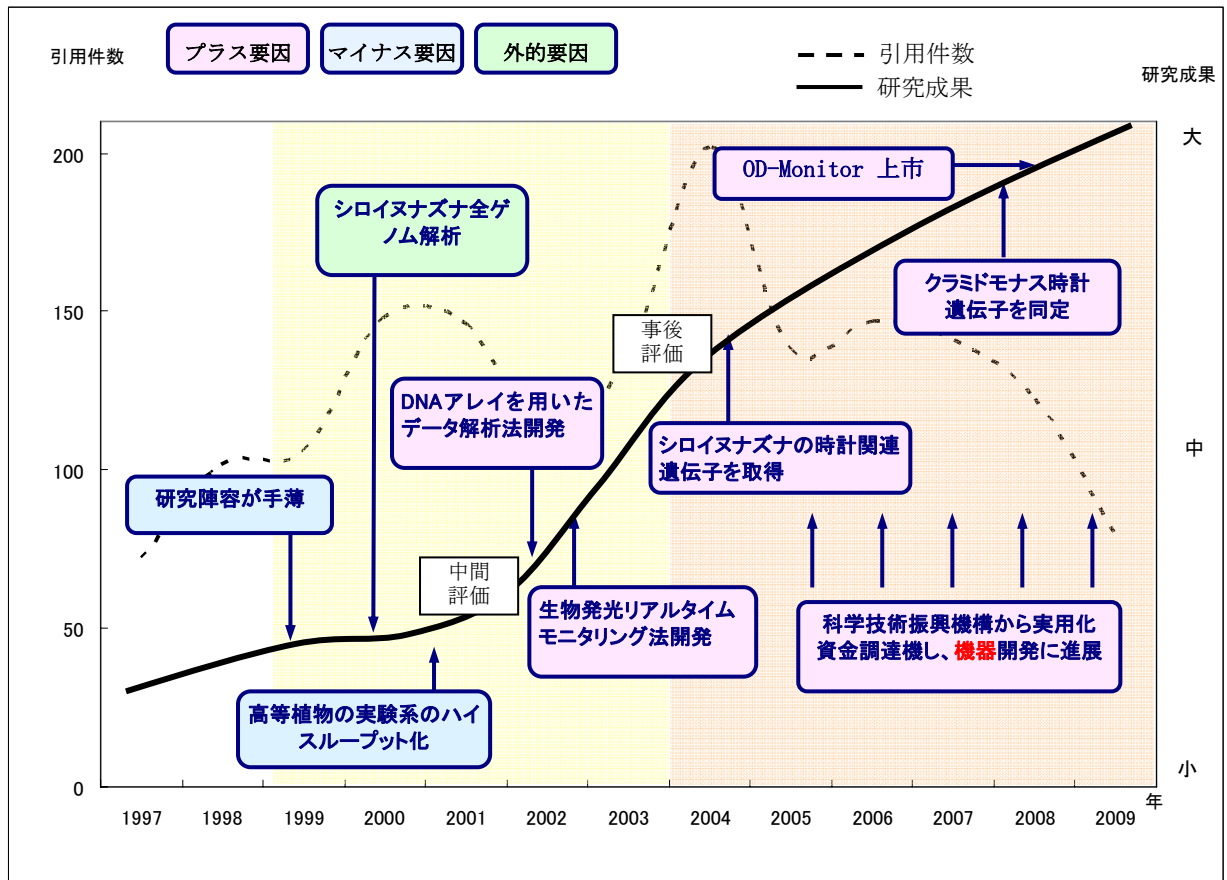 引用件数
プラス要因
マイナス要因
外的要因
引用件数
研究成果
研究成果
200
150
100
50
0
大
中
小
シロイヌナズナ全ゲ
ノム解析
OD-Monitor 上市
クラミドモナス時計
遺伝子を同定
事後
評価
DNAアレイを用いた
データ解析法開発
シロイヌナズナの時計関連
遺伝子を取得
研究陣容が手薄
中間
評価
生物発光リアルタイム
モニタリング法開発
科学技術振興機構から実用化
資金調達機し、機器開発に進展
高等植物の実験系のハイ
スループット化
年
1997 1998 1999 2000 2001 2002 2003 2004 2005 2006 2007 2008 2009